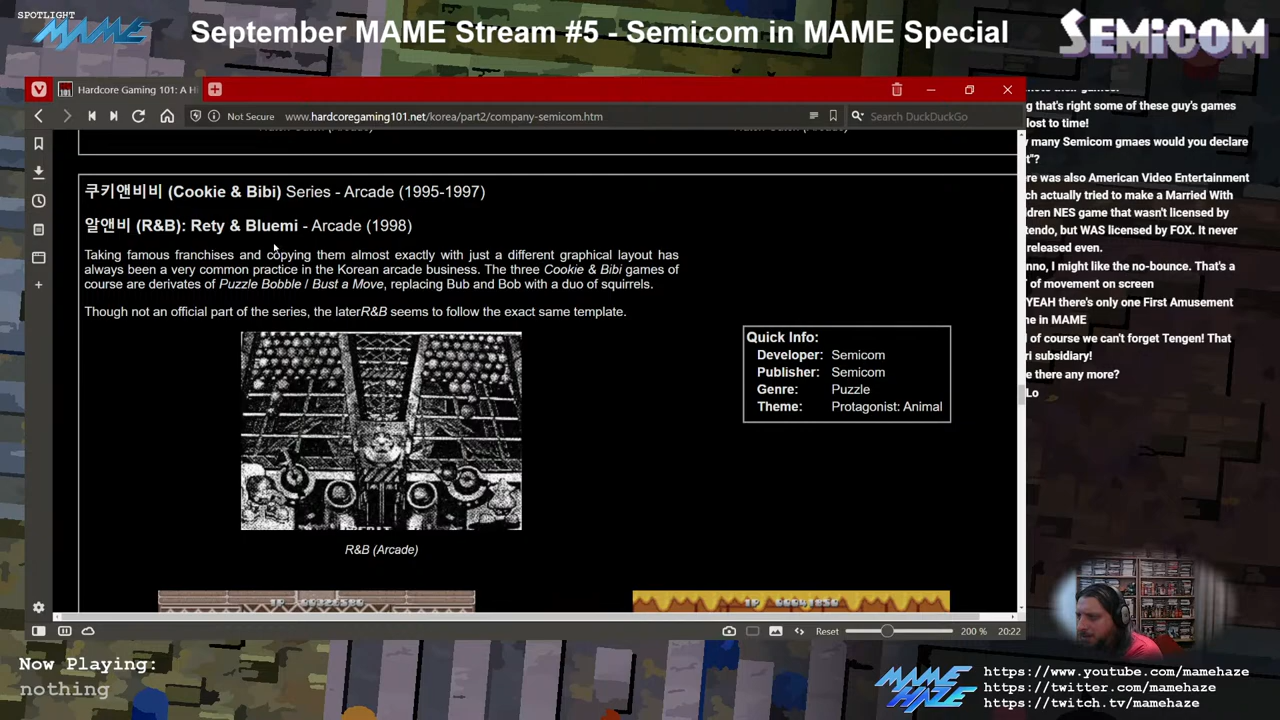 SPOTLIGHT
MAME
September MAME Stream #5 - Semicom in MAME Special
SEMiCOM
Hardcore Gaming 101: A H
Not Secure www.hardcoregaming101.net/korea/part2/company-semicom.htm
Search DuckDuckGo
쿠키앤비비 (Cookie & Bibi) Series - Arcade (1995-1997)
알앤비 (R&B): Rety & Bluemi - Arcade (1998)
Taking famous franchises and copying them almost exactly with just a different graphical layout has
always been a very common practice in the Korean arcade business. The three Cookie & Bibi games of
course are derivates of Puzzle Bobble / Bust a Move, replacing Bub and Bob with a duo of squirrels.
Though not an official part of the series, the laterR&B seems to follow the exact same template.
R&B (Arcade)
Quick Info:
Developer: Semicom
Publisher: Semicom
Genre: Puzzle
Theme: Protagonist: Animal
Reset
200 %
20:22
g that's right some of these guy's games
lost to time!
many Semicom gmaes would you declare
t"?
re was also American Video Entertainment
ch actually tried to make a Married With
dren NES game that wasn't licensed by
tendo, but WAS licensed by FOX. It never
released even.
nno, I might like the no-bounce. That's a
of movement on screen
YEAH there's only one First Amusement
ne in MAME
of course we can't forget Tengen! That
ri subsidiary!
e there any more?
Lo
Now Playing:
nothing
MAME
HAZE
https://www.youtube.com/mamehaze
https://twitter.com/mamehaze
https://twitch.tv/mamehaze